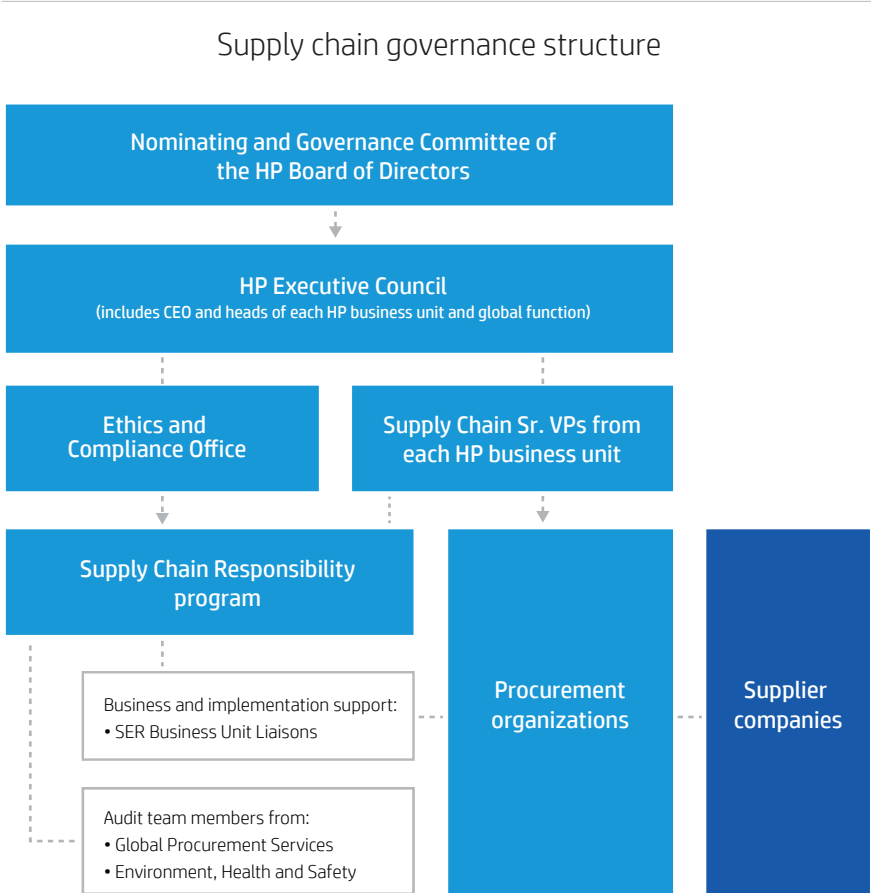 Supply chain governance structure
Nominating and Governance Committee of
the HP Board of Directors
HP Executive Council
(includes CEO and heads of each HP business unit and global function)
Ethics and
Compliance Office
Supply Chain Sr. VPs from
each HP business unit
Supply Chain Responsibility
program
Business and implementation support:
• SER Business Unit Liaisons
Audit team members from:
• Global Procurement Services
• Environment, Health and Safety
Procurement
organizations
Supplier
companies